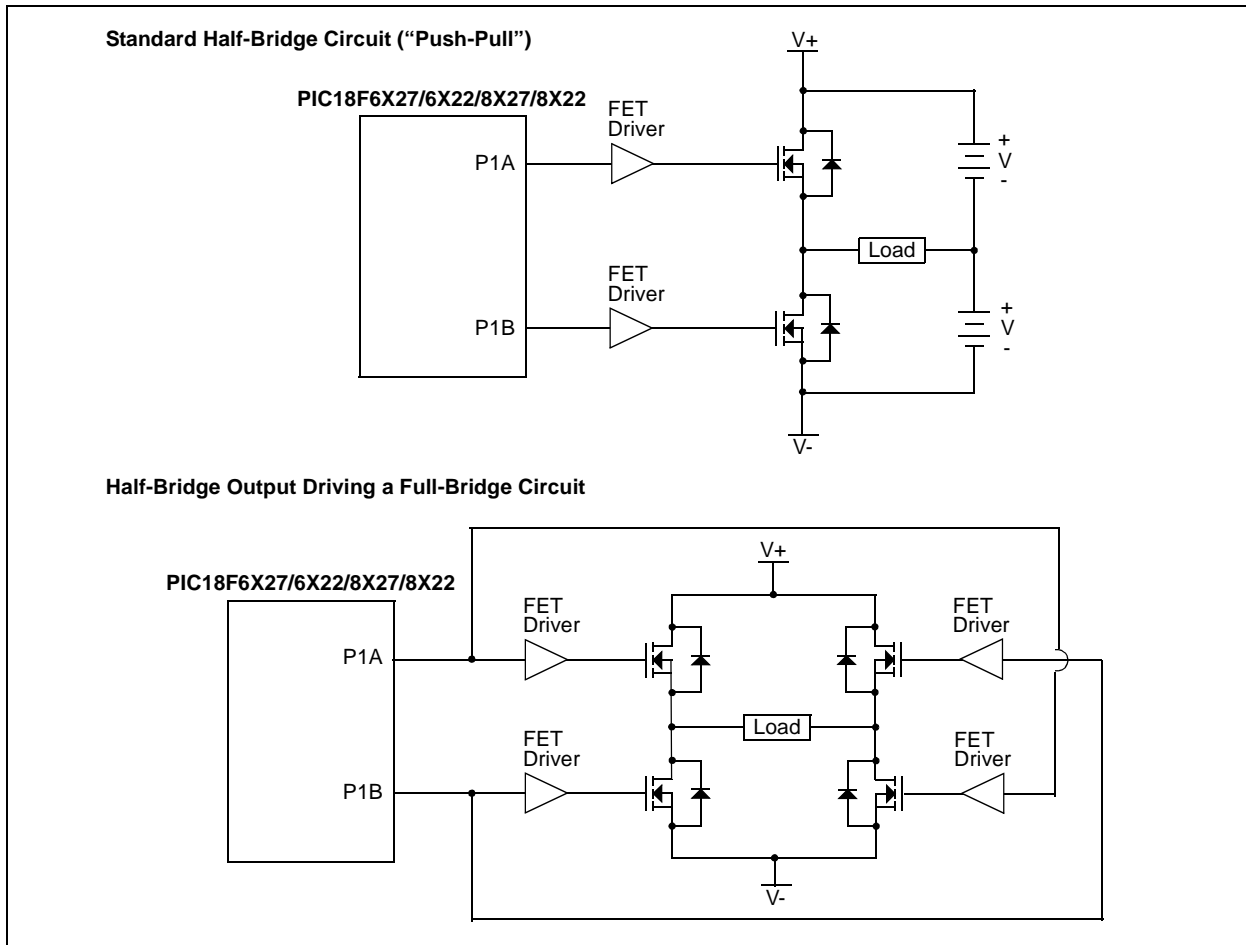 Standard Half-Bridge Circuit (“Push-Pull”)
V+
PIC18F6X27/6X22/8X27/8X22
FET
Driver
P1A
+
V
-
Load
FET
Driver
P1B
+
V
-
V-
Half-Bridge Output Driving a Full-Bridge Circuit
V+
PIC18F6X27/6X22/8X27/8X22
FET
Driver
FET
Driver
P1A
Load
FET
Driver
FET
Driver
P1B
V-